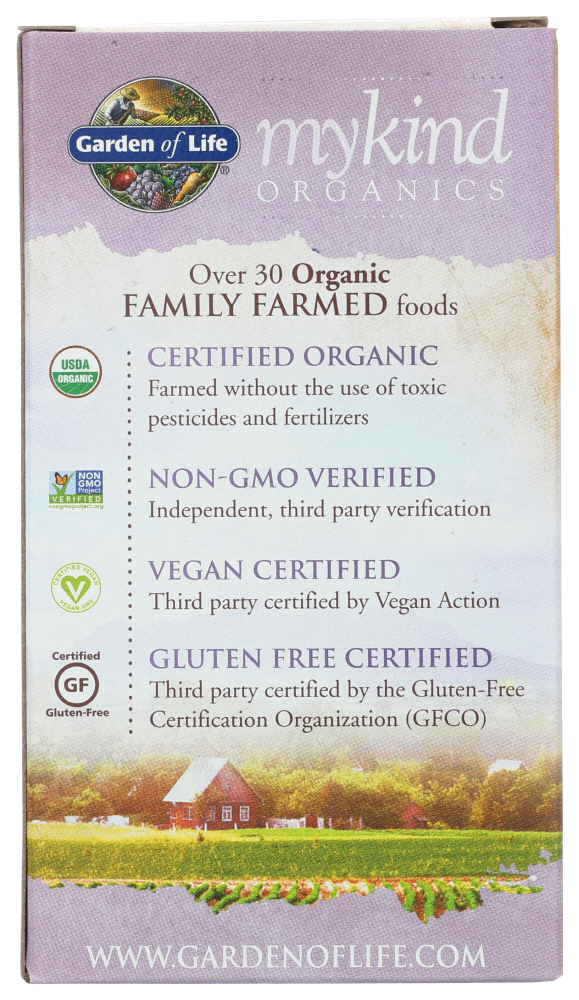 Garden of Life
®
mykind
ORGANICS
Over 30 Organic
FAMILY FARMED foods
USDA
ORGANIC
CERTIFIED ORGANIC
Farmed without the use of toxic
pesticides and fertilizers
NON
GMO
Project
VERIFIED
nongmoproject.org
NON-GMO VERIFIED
Independent, third party verification
CERTIFIED VEGAN
VEGAN.ORG
VEGAN CERTIFIED
Third party certified by Vegan Action
Certified
GF
Gluten-Free
GLUTEN FREE CERTIFIED
Third party certified by the Gluten-Free
Certification Organization (GFCO)
WWW.GARDENOFLIFE.COM